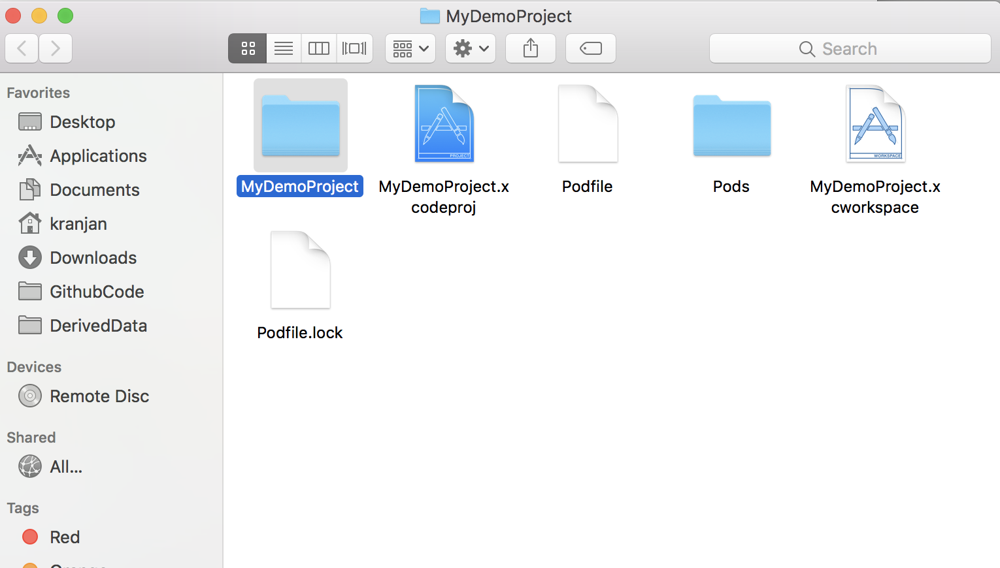 MyDemoProject
Search
Favorites
Desktop
Applications
Documents
kranjan
Downloads
GithubCode
DerivedData
Devices
Remote Disc
Shared
All...
Tags
Red
Orange
MyDemoProject
MyDemoProject.x
codeproj
PROJECT
Podfile
Pods
MyDemoProject.x
cworkspace
WORKSPACE
Podfile.lock